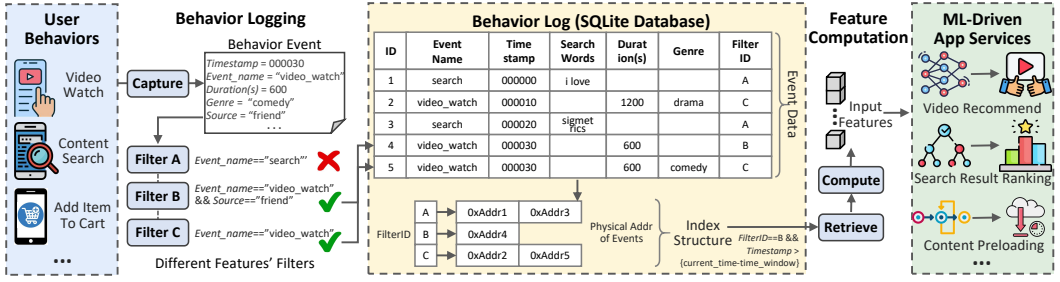 User
Behaviors
Video
Watch
Content
Search
Add Item
To Cart
...
Behavior Logging
Behavior Event
Capture
Timestamp = 000030
Event_name = “video_watch”
Duration(s) = 600
Genre = “comedy”
Source = “friend”
...
Filter A
Event_name==”search”’
Filter B
Event_name==”video_watch”
&& Source==”friend”
Filter C
Event_name==”video_watch”
Different Features’ Filters
Behavior Log (SQLite Database)
ID Event Name Time stamp Search Words Durat ion(s) Genre Filter ID
1 search 000000 i love A
2 video_watch 000010 1200 drama C
3 search 000020 sigmet rics A
4 video_watch 000030 600 B
5 video_watch 000030 600 comedy C
Event Data
FilterID
A 0xAddr1 0xAddr3
B 0xAddr4
C 0xAddr2 0xAddr5
Physical Addr
of Events
Index
Structure
FilterID==B &&
Timestamp >
{current_time-time_window}
Feature
Computation
Input
Features
Compute
Retrieve
ML-Driven
App Services
Video Recommend
Search Result Ranking
Content Preloading
...